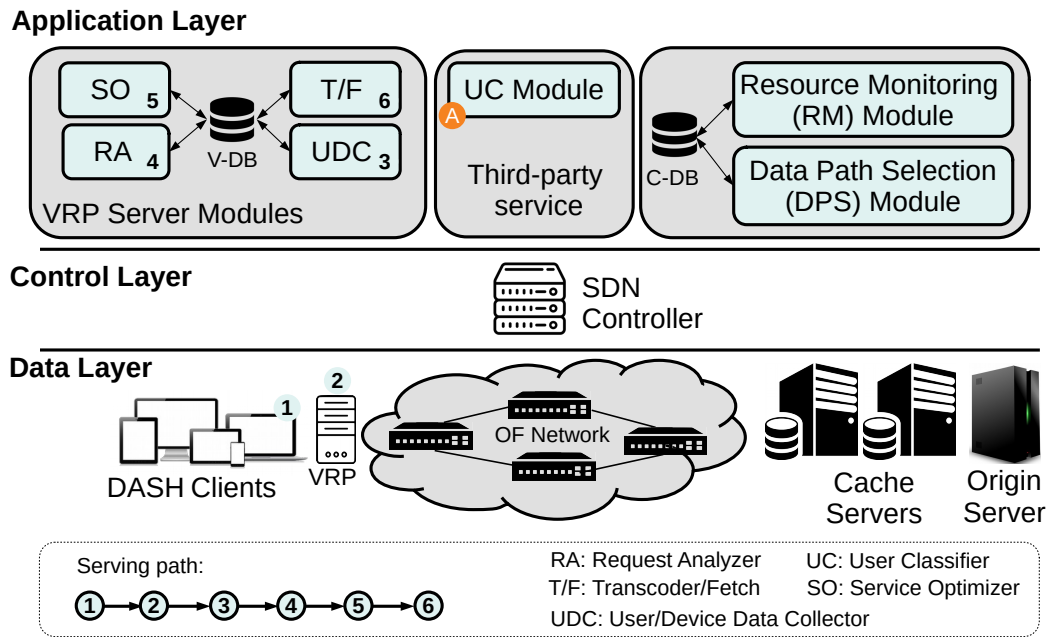 Application Layer
SO 5
T/F 6
RA 4
UDC 3
V-DB
VRP Server Modules
UC Module
A
Third-party
service
C-DB
Resource Monitoring
(RM) Module
Data Path Selection
(DPS) Module
Control Layer
SDN
Controller
Data Layer
1
2
DASH Clients
VRP
OF Network
Cache
Servers
Origin
Server
Serving path:
1 2 3 4 5 6
RA: Request Analyzer
UC: User Classifier
T/F: Transcoder/Fetch
SO: Service Optimizer
UDC: User/Device Data Collector